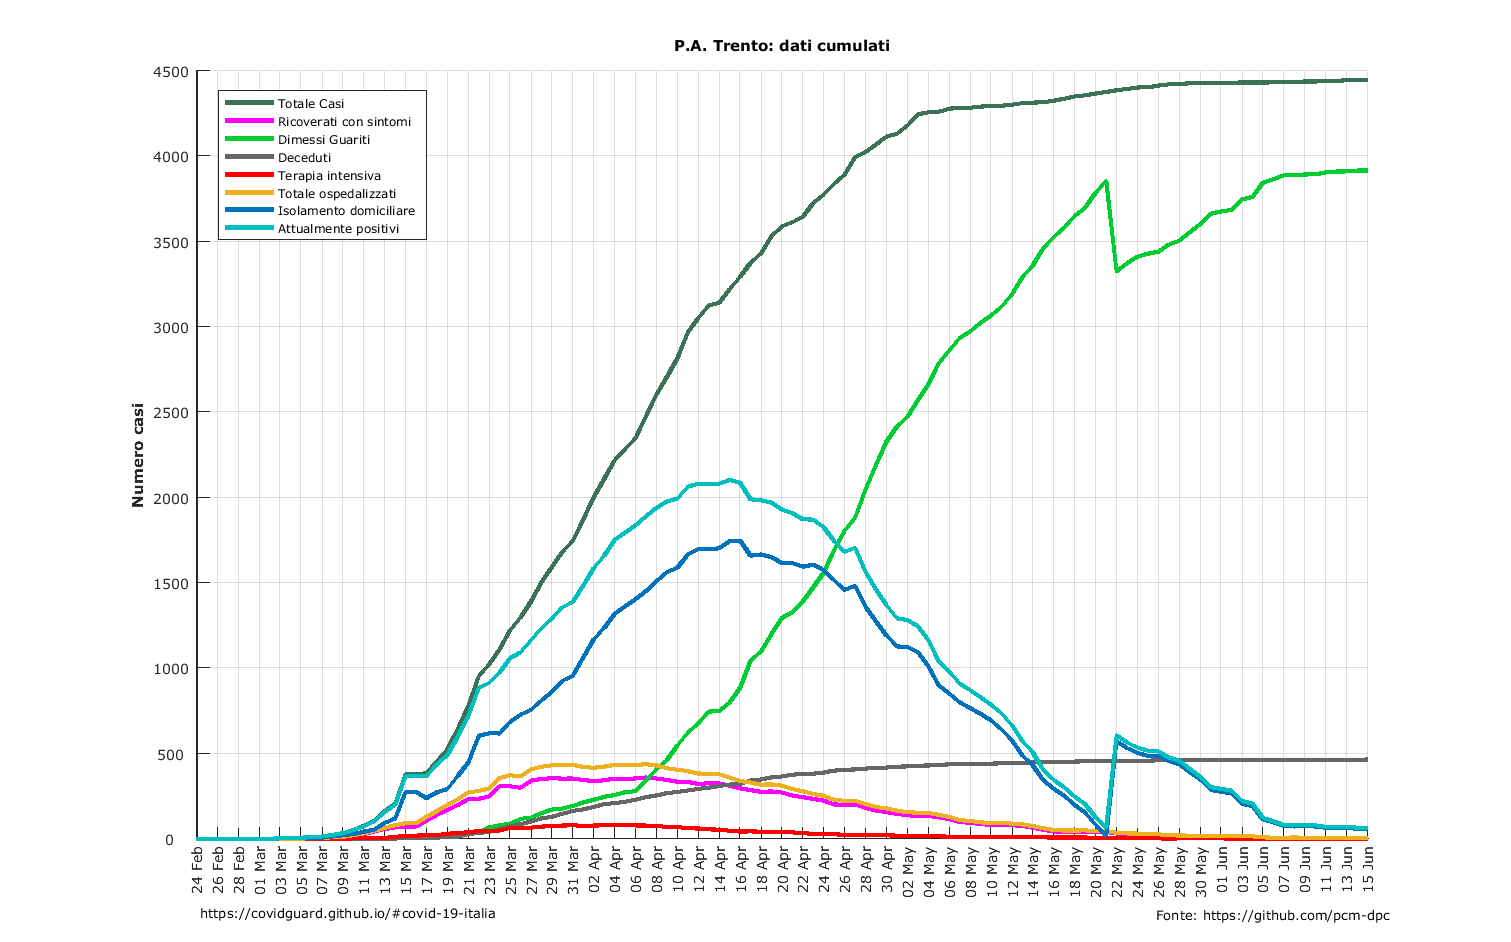 P.A. Trento: dati cumulati
4500
4000
3500
3000
2500
2000
1500
1000
500
0
Numero casi
Totale Casi
Ricoverati con sintomi
Dimessi Guariti
Deceduti
Terapia intensiva
Totale ospedalizzati
Isolamento domiciliare
Attualmente positivi
24 Feb
26 Feb
28 Feb
01 Mar
03 Mar
05 Mar
07 Mar
09 Mar
11 Mar
13 Mar
15 Mar
17 Mar
19 Mar
21 Mar
23 Mar
25 Mar
27 Mar
29 Mar
31 Mar
02 Apr
04 Apr
06 Apr
08 Apr
10 Apr
12 Apr
14 Apr
16 Apr
18 Apr
20 Apr
22 Apr
24 Apr
26 Apr
28 Apr
30 Apr
02 May
04 May
06 May
08 May
10 May
12 May
14 May
16 May
18 May
20 May
22 May
24 May
26 May
28 May
30 May
01 Jun
03 Jun
05 Jun
07 Jun
09 Jun
11 Jun
13 Jun
15 Jun
https://covidguard.github.io/#covid-19-italia
Fonte: https://github.com/pcm-dpc